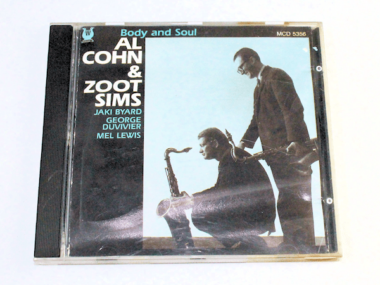 Body and Soul
MCD 5356
AL
COHN
&
ZOOT
SIMS
JAKI BYARD
GEORGE
DUVIVIER
MEL LEWIS